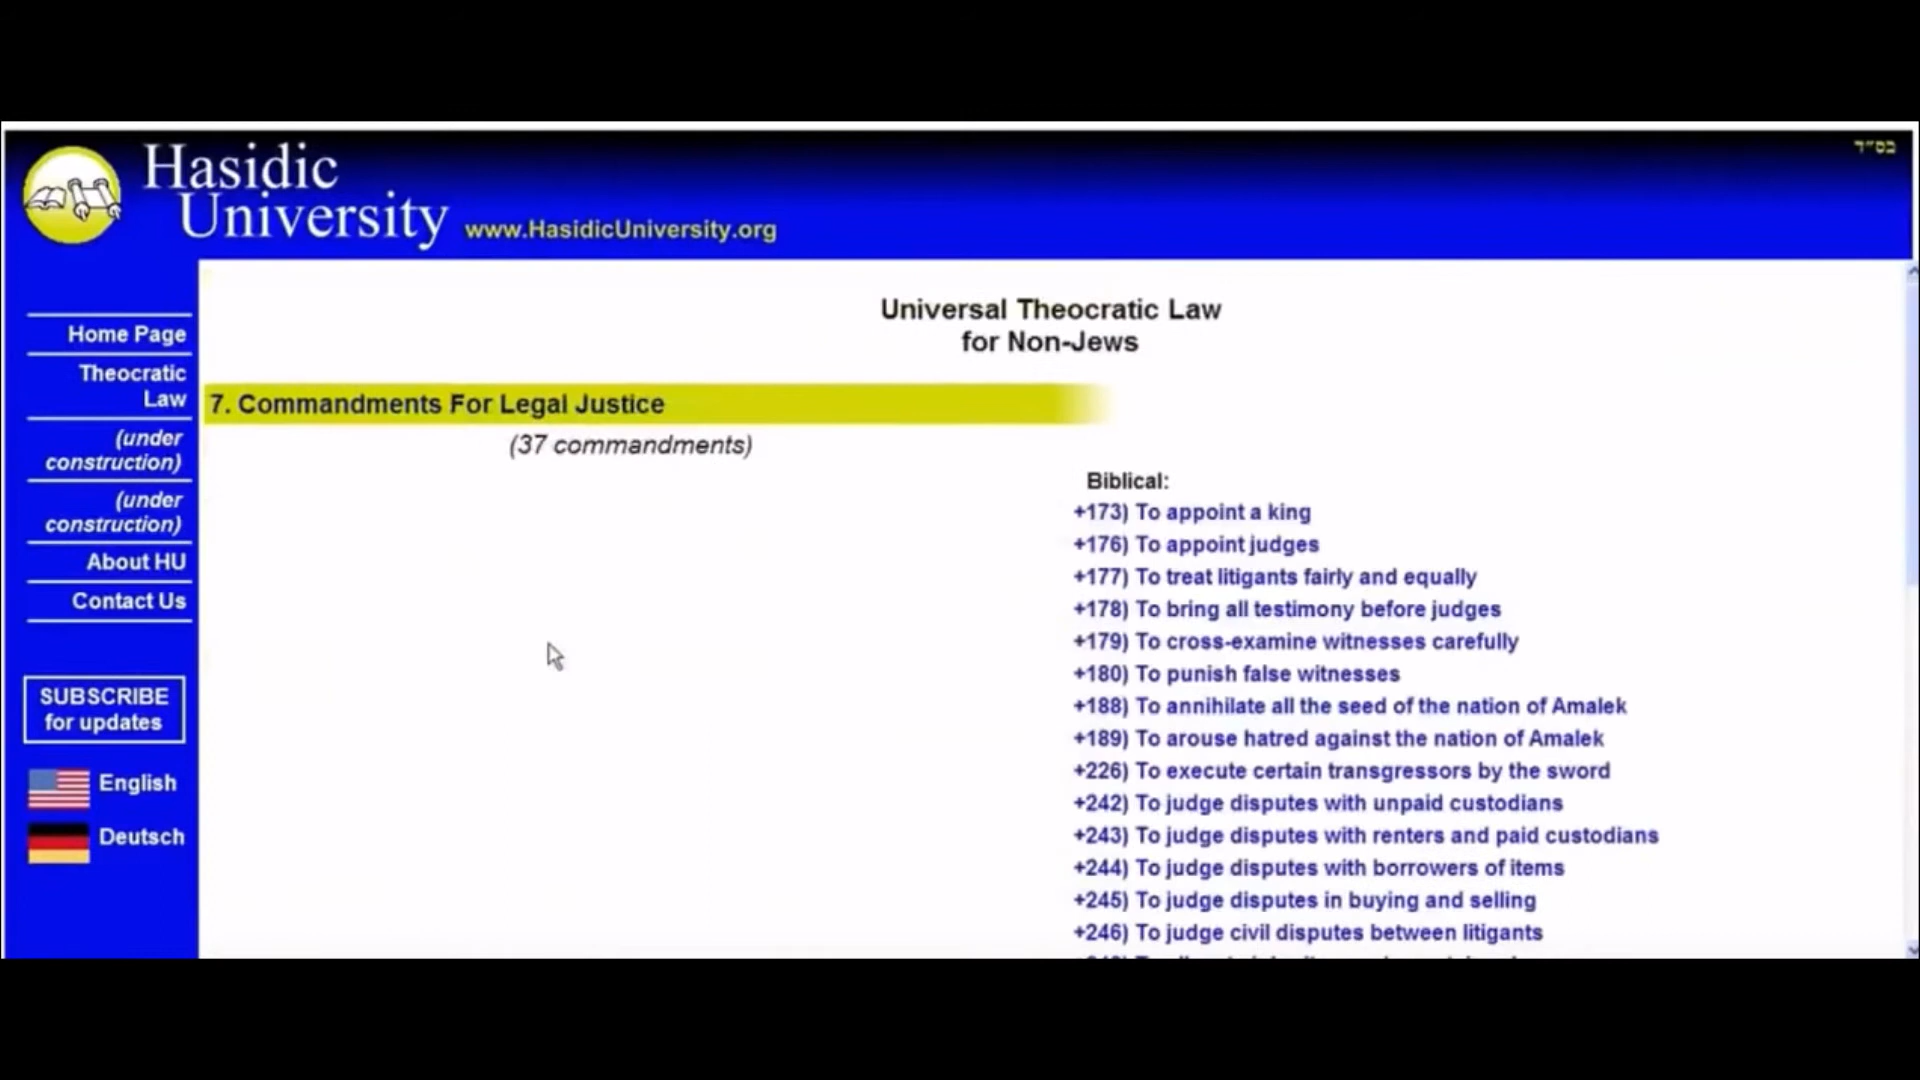 בס״ד
Hasidic
University www.HasidicUniversity.org
Home Page
Theocratic
Law
(under
construction)
(under
construction)
About HU
Contact Us
SUBSCRIBE
for updates
English
Deutsch
Universal Theocratic Law
for Non-Jews
7. Commandments For Legal Justice
(37 commandments)
Biblical:
+173) To appoint a king
+176) To appoint judges
+177) To treat litigants fairly and equally
+178) To bring all testimony before judges
+179) To cross-examine witnesses carefully
+180) To punish false witnesses
+188) To annihilate all the seed of the nation of Amalek
+189) To arouse hatred against the nation of Amalek
+226) To execute certain transgressors by the sword
+242) To judge disputes with unpaid custodians
+243) To judge disputes with renters and paid custodians
+244) To judge disputes with borrowers of items
+245) To judge disputes in buying and selling
+246) To judge civil disputes between litigants